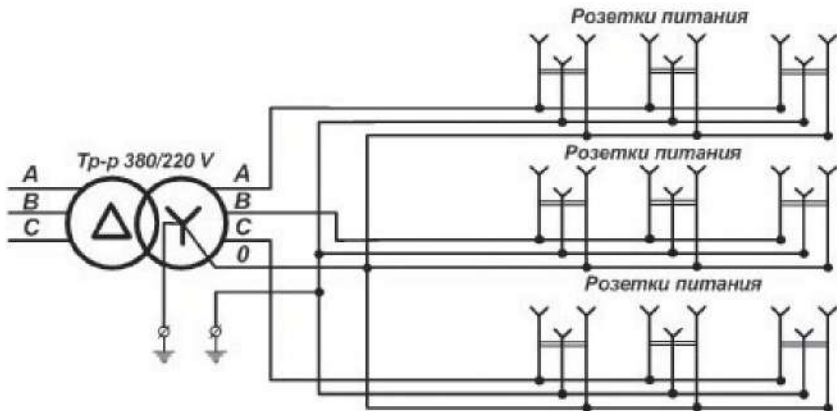 Розетки питания
Тр-р 380/220 V
A A
B B
C C
0
Розетки питания
Розетки питания